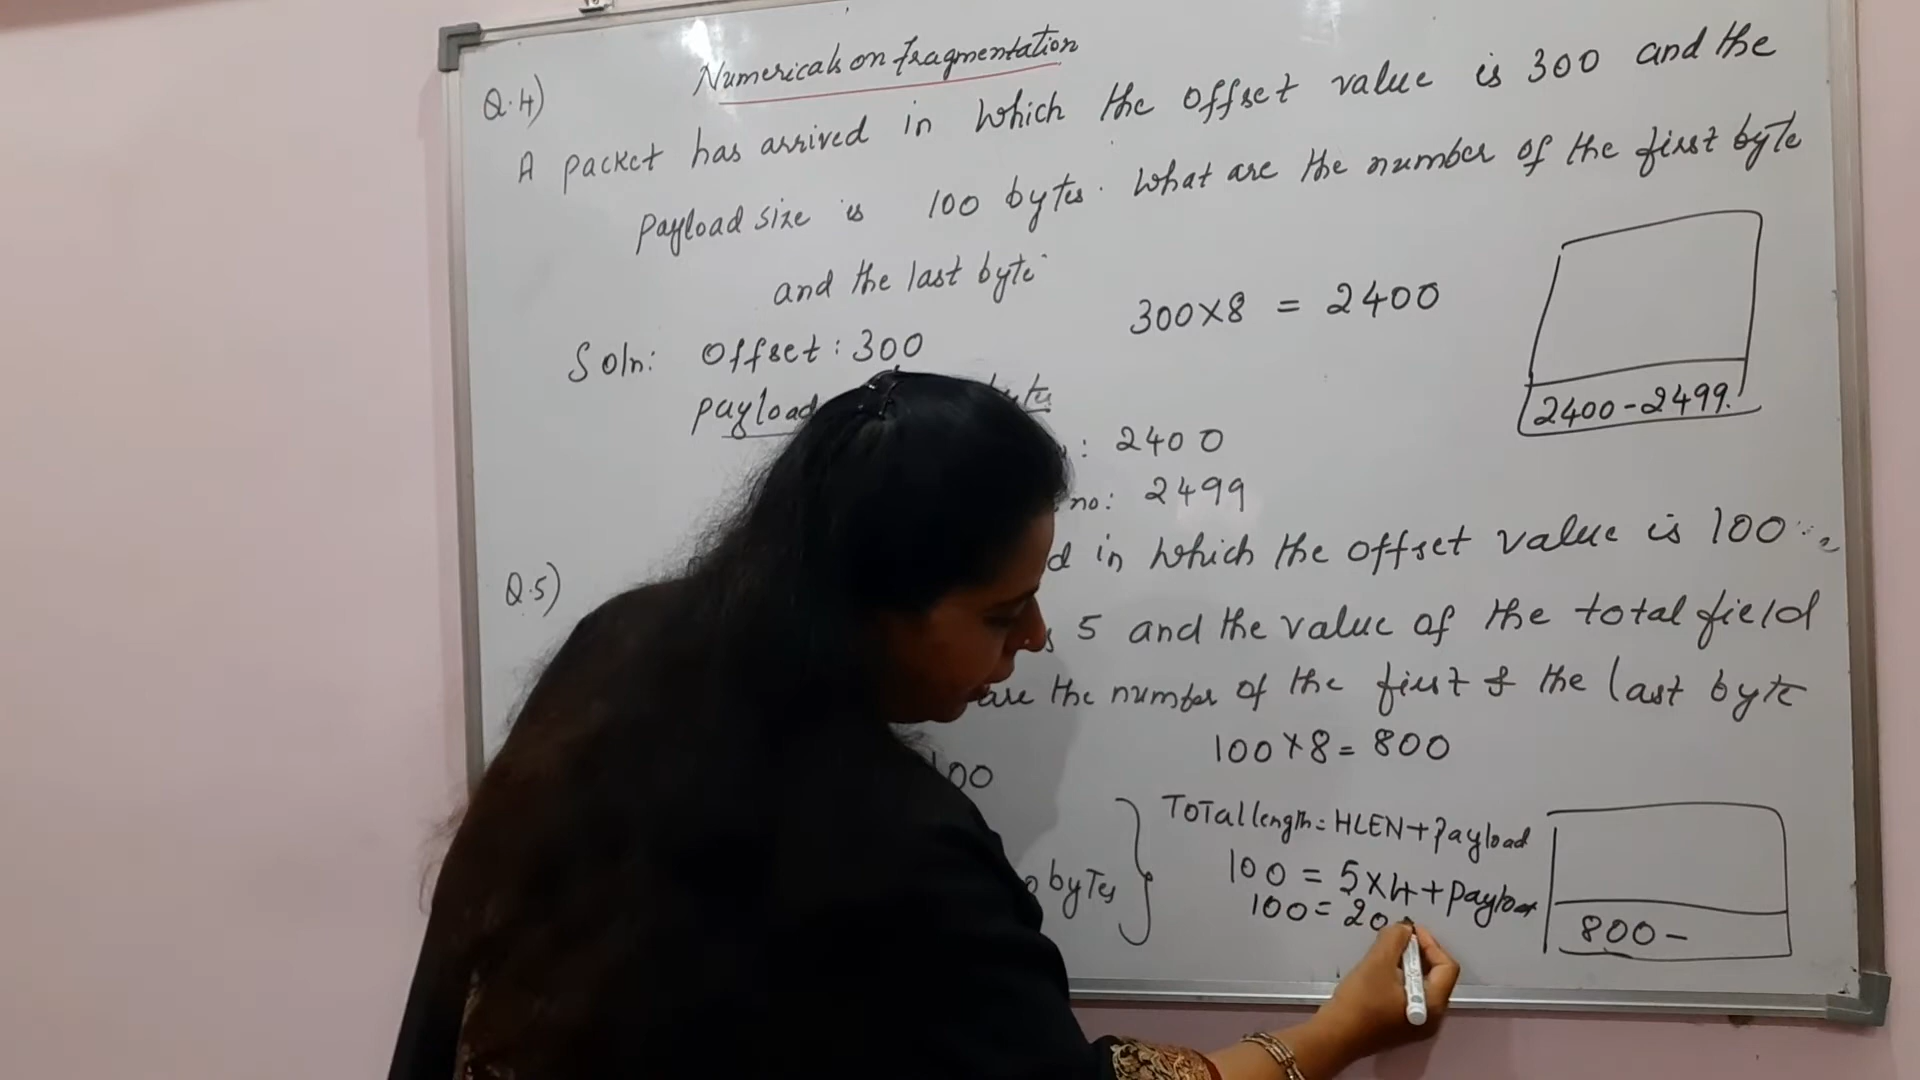 Numericals on fragmentation
Q.4)
A packet has arrived in which the offset value is 300 and the
payload size is 100 bytes. What are the number of the first byte
and the last byte
Soln: Offset : 300
300 × 8 = 2400
payload
: 2400
no: 2499
2400 - 2499.
Q.5)
in which the offset value is 100
5 and the value of the total field
are the number of the first & the last byte
100 × 8 = 800
100
Total length = HLEN + Payload
bytes
100 = 5 × 4 + payload
100 = 20
800 -